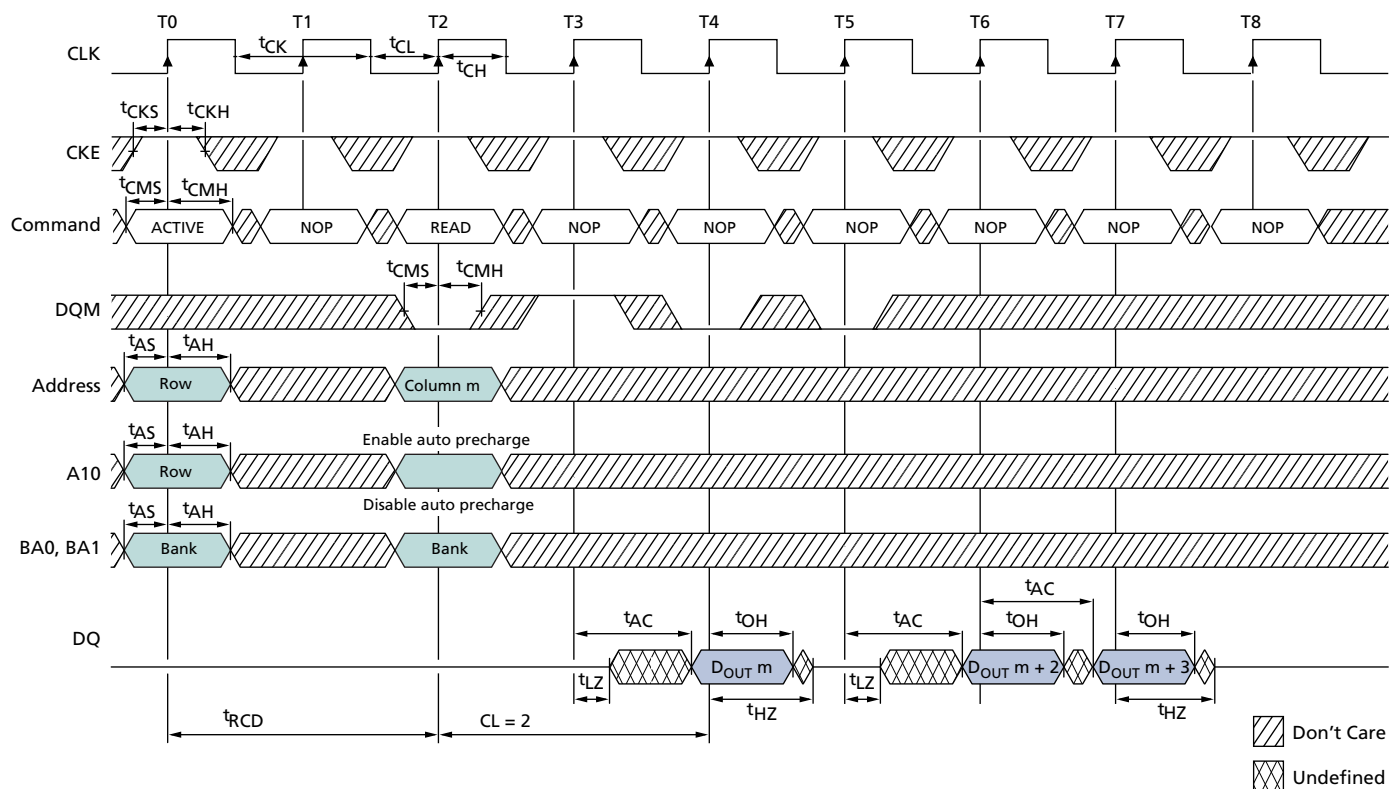 T0 T1 T2 T3 T4 T5 T6 T7 T8
CLK
tCK tCL
tCH
tCKS tCKH
CKE
tCMS tCMH
Command ACTIVE NOP READ NOP NOP NOP NOP NOP NOP
tCMS tCMH
DQM
tAS tAH
Address Row Column m
tAS tAH Enable auto precharge
A10 Row
tAS tAH Disable auto precharge
BA0, BA1 Bank Bank
tAC
tAC tOH tAC tOH tOH
DQ
DOUT m DOUT m + 2 DOUT m + 3
tLZ tHZ tLZ tHZ
tRCD CL = 2
Don't Care
Undefined